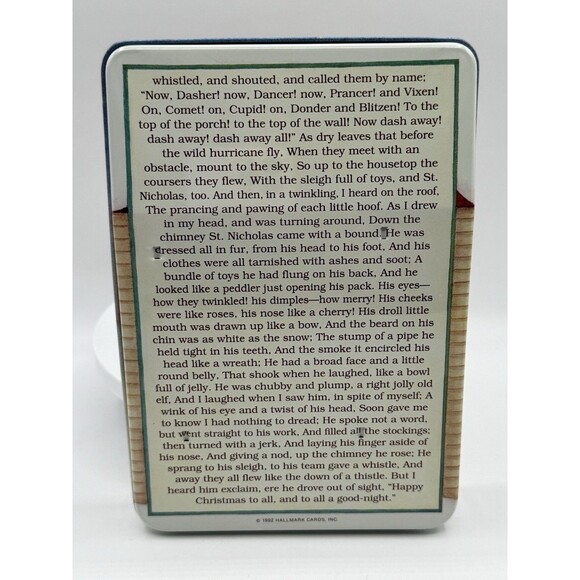 whistled, and shouted, and called them by name;
"Now, Dasher! now, Dancer! now, Prancer! and Vixen!
On, Comet! on, Cupid! on, Donder and Blitzen! To the
top of the porch! to the top of the wall! Now dash away!
dash away! dash away all!" As dry leaves that before
the wild hurricane fly, When they meet with an
obstacle, mount to the sky, So up to the housetop the
coursers they flew, With the sleigh full of toys, and St.
Nicholas, too. And then, in a twinkling, I heard on the roof,
The prancing and pawing of each little hoof. As I drew
in my head, and was turning around, Down the
chimney St. Nicholas came with a bound. He was
dressed all in fur, from his head to his foot, And his
clothes were all tarnished with ashes and soot; A
bundle of toys he had flung on his back, And he
looked like a peddler just opening his pack. His eyes—
how they twinkled! his dimples—how merry! His cheeks
were like roses, his nose like a cherry! His droll little
mouth was drawn up like a bow, And the beard on his
chin was as white as the snow; The stump of a pipe he
held tight in his teeth, And the smoke it encircled his
head like a wreath; He had a broad face and a little
round belly, That shook when he laughed, like a bowl
full of jelly. He was chubby and plump, a right jolly old
elf, And I laughed when I saw him, in spite of myself; A
wink of his eye and a twist of his head, Soon gave me
to know I had nothing to dread; He spoke not a word,
but went straight to his work, And filled all the stockings;
then turned with a jerk, And laying his finger aside of
his nose, And giving a nod, up the chimney he rose; He
sprang to his sleigh, to his team gave a whistle, And
away they all flew like the down of a thistle. But I
heard him exclaim, ere he drove out of sight, "Happy
Christmas to all, and to all a good-night."
© 1992 HALLMARK CARDS, INC.